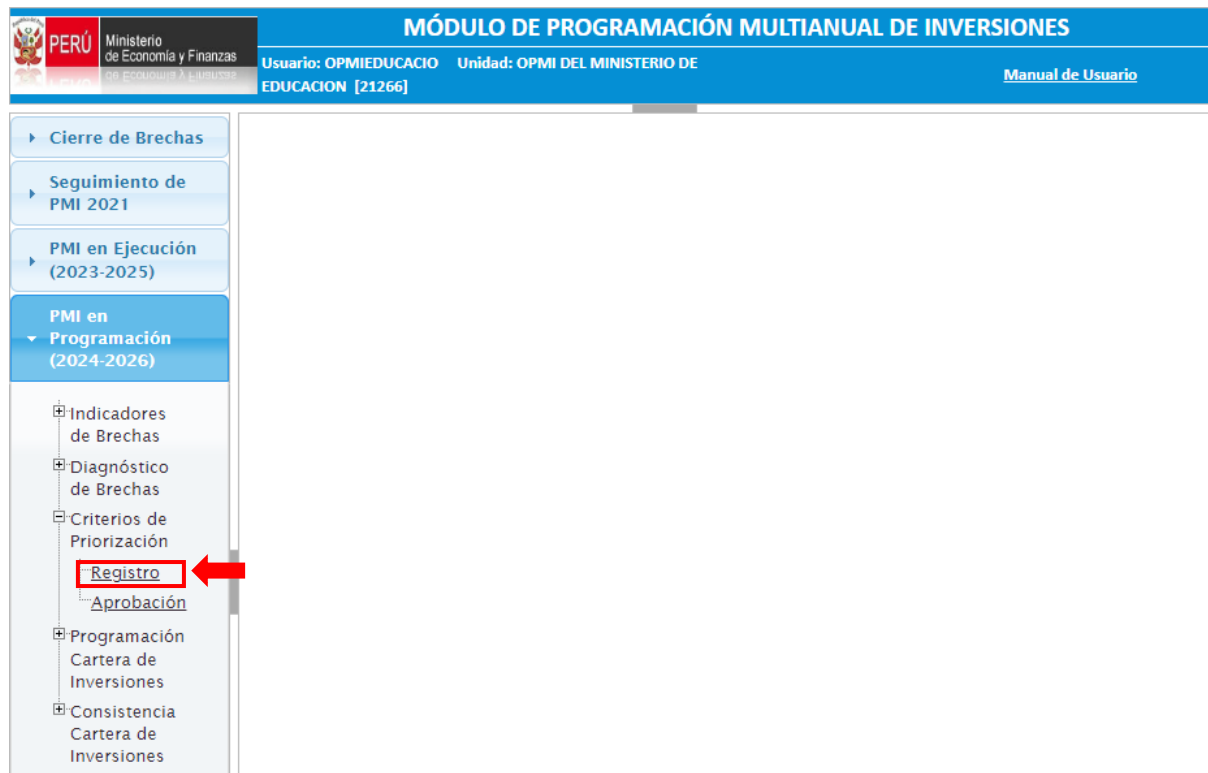 MÓDULO DE PROGRAMACIÓN MULTIANUAL DE INVERSIONES
PERÚ
Ministerio
de Economía y Finanzas
Usuario: OPMIEDUCACIO Unidad: OPMI DEL MINISTERIO DE
EDUCACION [21266]
Manual de Usuario
Cierre de Brechas
Seguimiento de
PMI 2021
PMI en Ejecución
(2023-2025)
PMI en
Programación
(2024-2026)
Indicadores
de Brechas
Diagnóstico
de Brechas
Criterios de
Priorización
Registro
Aprobación
Programación
Cartera de
Inversiones
Consistencia
Cartera de
Inversiones